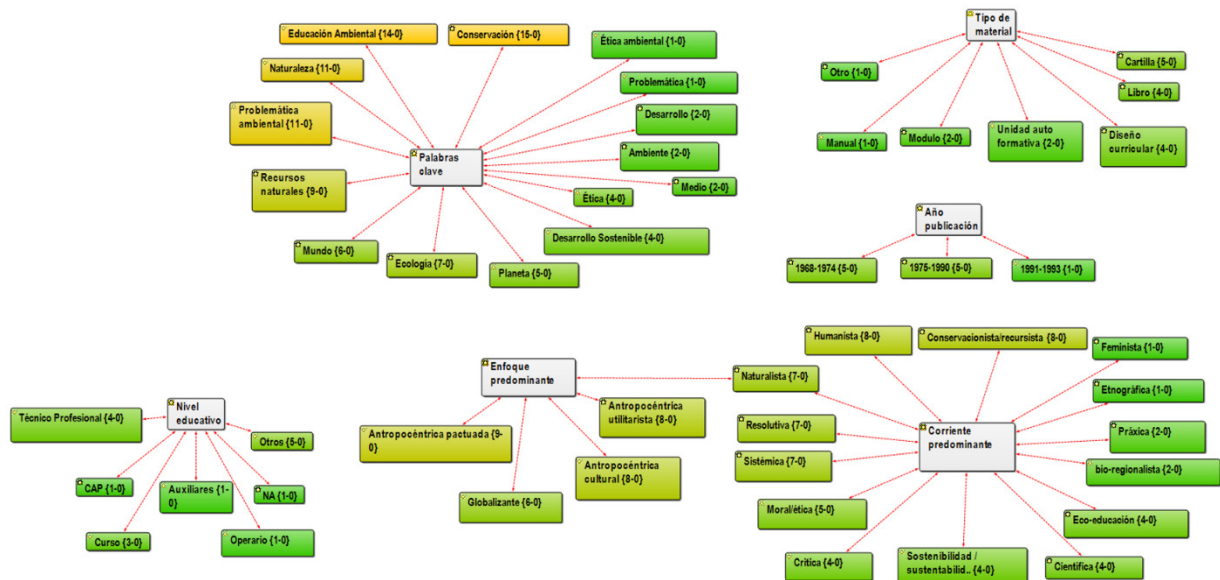 Educación Ambiental {14-0}
Conservación {15-0}
Ética ambiental {1-0}
Naturaleza {11-0}
Problemática {1-0}
Problemática
ambiental {11-0}
Desarrollo {2-0}
Palabras
clave
Ambiente {2-0}
Recursos
naturales {9-0}
Medio {2-0}
Ética {4-0}
Mundo {6-0}
Ecología {7-0}
Planeta {5-0}
Desarrollo Sostenible {4-0}
Tipo de
material
Otro {1-0}
Cartilla {5-0}
Libro {4-0}
Manual {1-0}
Modulo {2-0}
Unidad auto
formativa {2-0}
Diseño
curricular {4-0}
Año
publicación
1968-1974 {5-0}
1975-1990 {5-0}
1991-1993 {1-0}
Nivel
educativo
Técnico Profesional {4-0}
Otros {5-0}
CAP {1-0}
Auxiliares {1-
0}
NA {1-0}
Curso {3-0}
Operario {1-0}
Enfoque
predominante
Antropocéntrica
utilitarista {8-0}
Antropocéntrica pactuada {9-
0}
Antropocéntrica
cultural {8-0}
Globalizante {6-0}
Humanista {8-0}
Conservacionista/recursista {8-0}
Naturalista {7-0}
Feminista {1-0}
Etnográfica {1-0}
Resolutiva {7-0}
Corriente
predominante
Práxica {2-0}
Sistémica {7-0}
bio-regionalista {2-0}
Moral/ética {5-0}
Eco-educación {4-0}
Critica {4-0}
Sostenibilidad /
sustentabilid.. {4-0}
Científica {4-0}